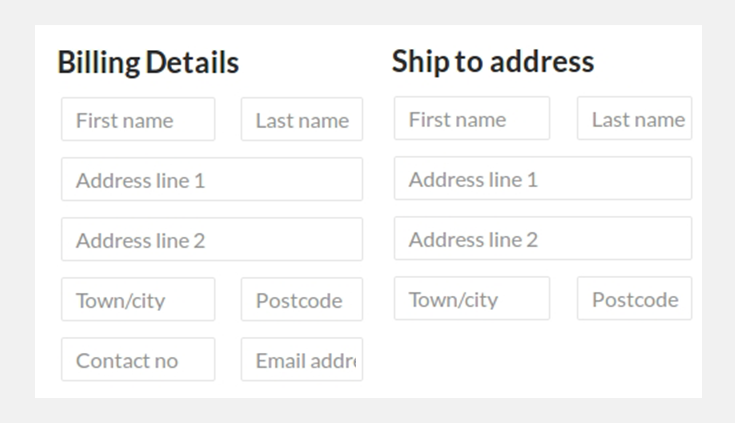 Billing Details
First name Last name
Address line 1
Address line 2
Town/city Postcode
Contact no Email addr
Ship to address
First name Last name
Address line 1
Address line 2
Town/city Postcode